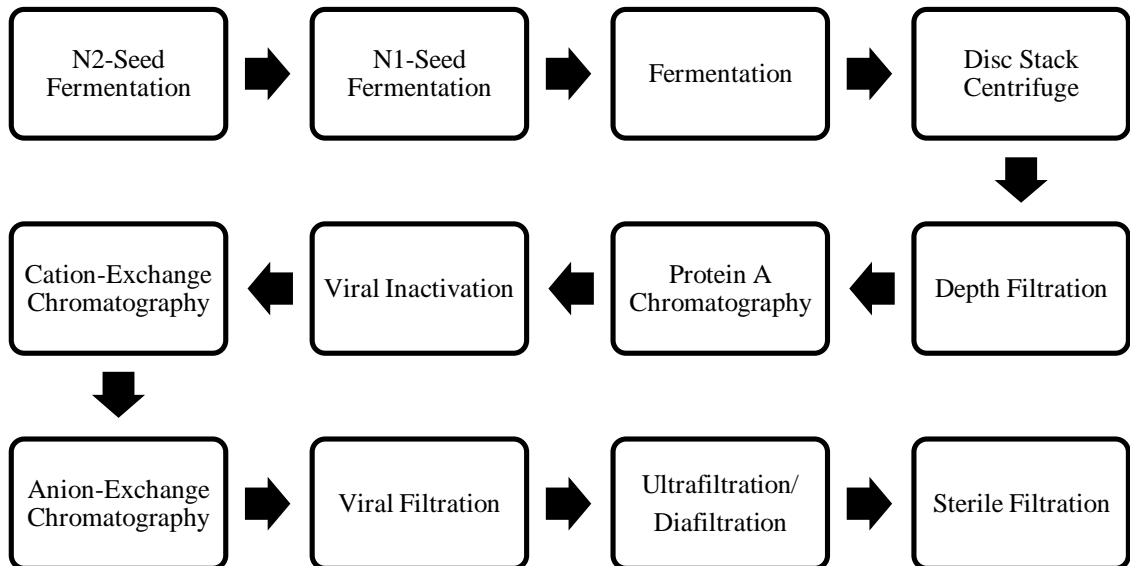 N2-Seed
Fermentation
N1-Seed
Fermentation
Fermentation
Disc Stack
Centrifuge
Depth Filtration
Protein A
Chromatography
Viral Inactivation
Cation-Exchange
Chromatography
Anion-Exchange
Chromatography
Viral Filtration
Ultrafiltration/
Diafiltration
Sterile Filtration